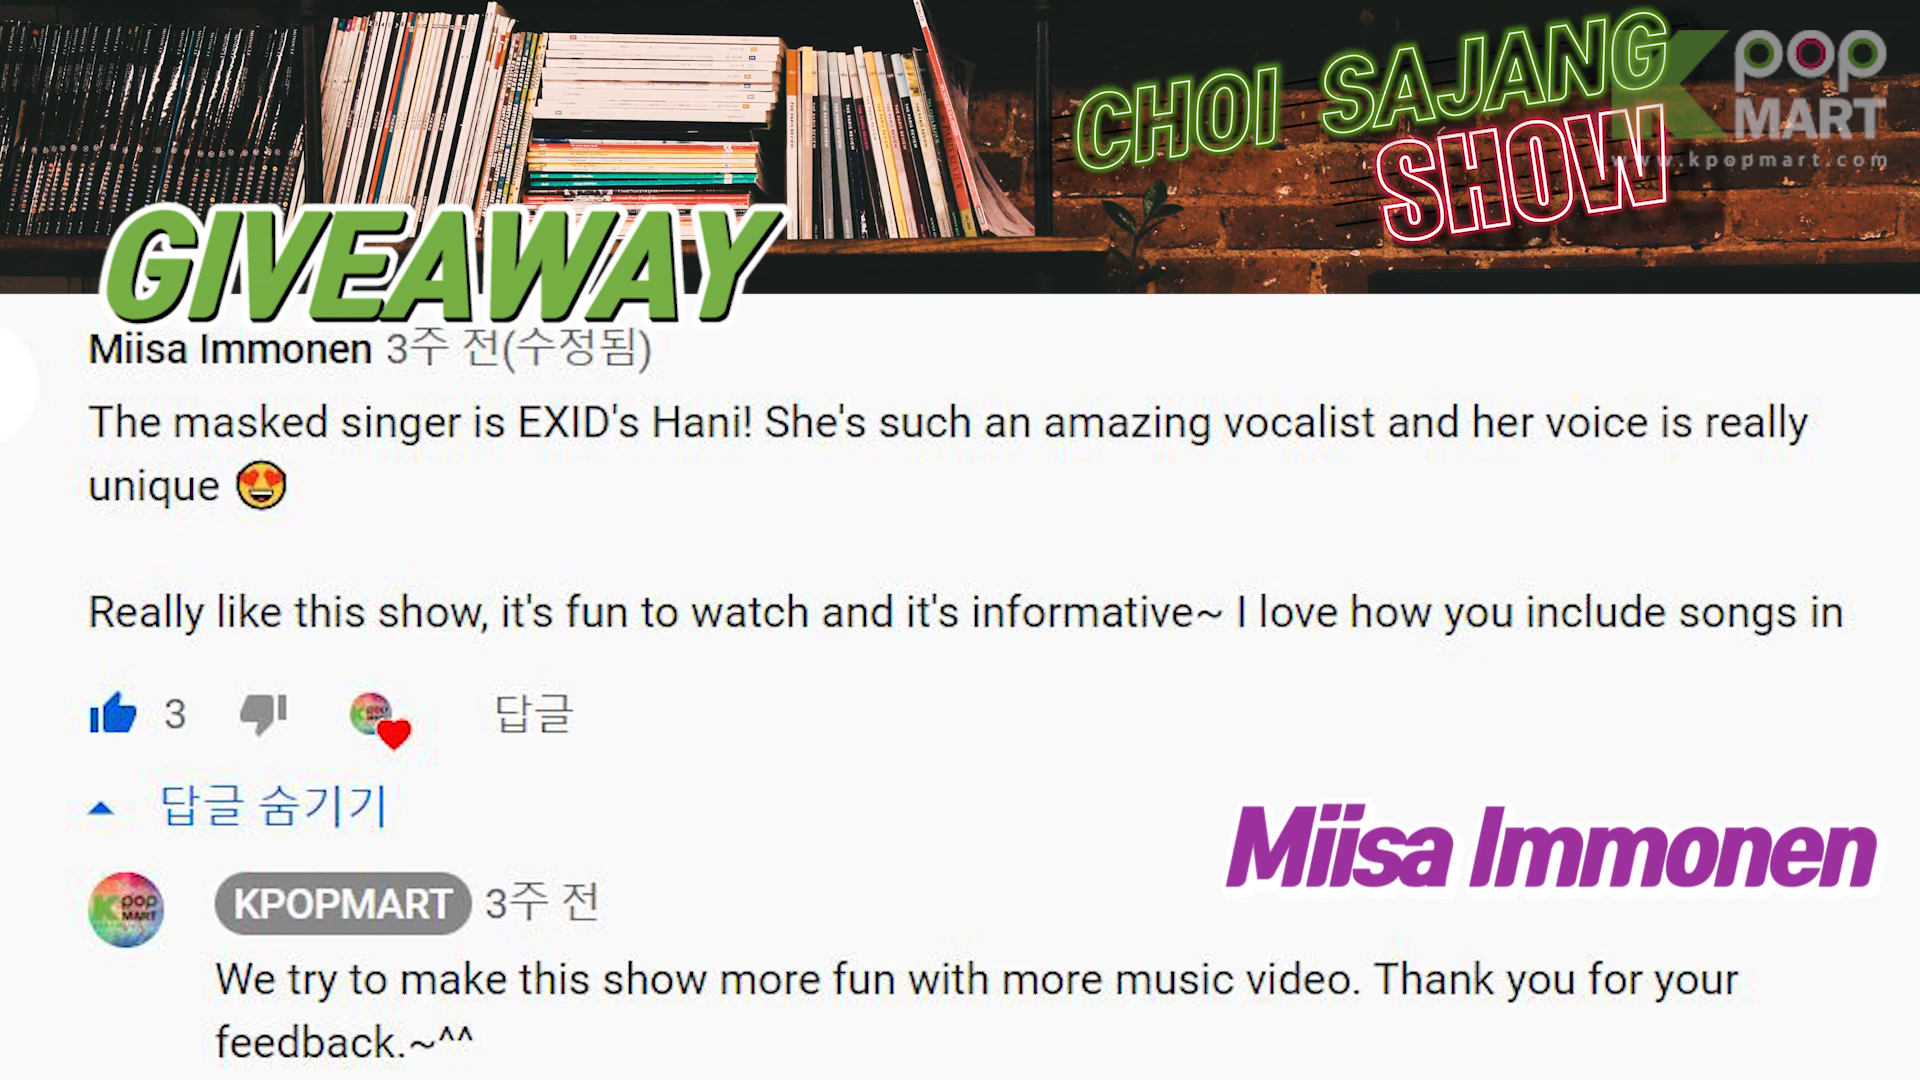 CHOI SAJANG
SHOW
Kpop
MART
www.kpopmart.com
GIVEAWAY
Miisa Immonen 3주 전(수정됨)
The masked singer is EXID's Hani! She's such an amazing vocalist and her voice is really
unique 😍
Really like this show, it's fun to watch and it's informative~ I love how you include songs in
3 답글
답글 숨기기
Miisa Immonen
KPOPMART 3주 전
We try to make this show more fun with more music video. Thank you for your
feedback.~^^